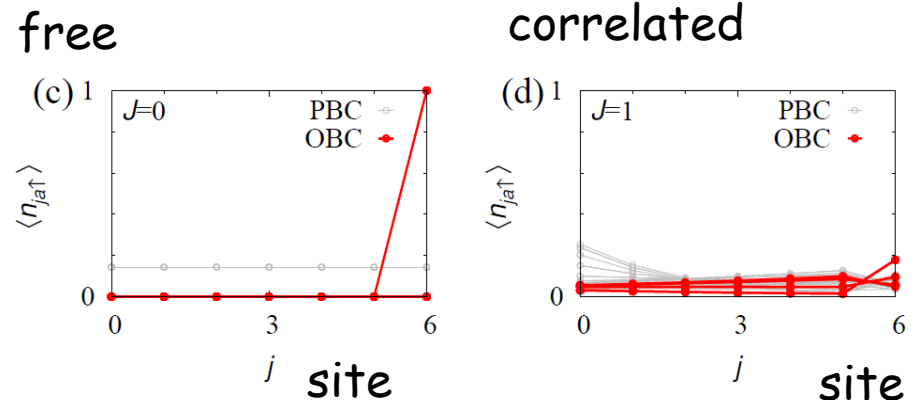 free
correlated
(c) 1
J=0
PBC
OBC
⟨n_{ja↑}⟩
0
0 3 6
j
site
(d) 1
J=1
PBC
OBC
⟨n_{ja↑}⟩
0
0 3 6
j
site